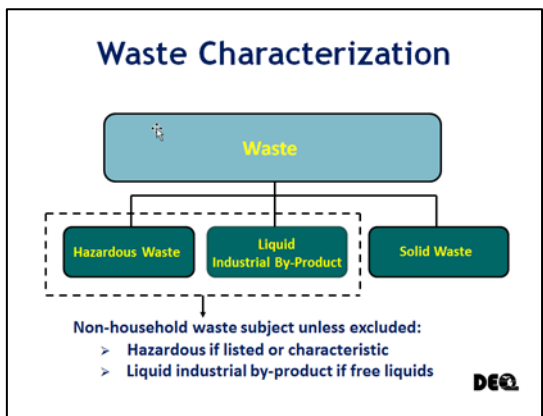 Waste Characterization
Waste
Hazardous Waste
Liquid
Industrial By-Product
Solid Waste
Non-household waste subject unless excluded:
➢ Hazardous if listed or characteristic
➢ Liquid industrial by-product if free liquids
DEQ